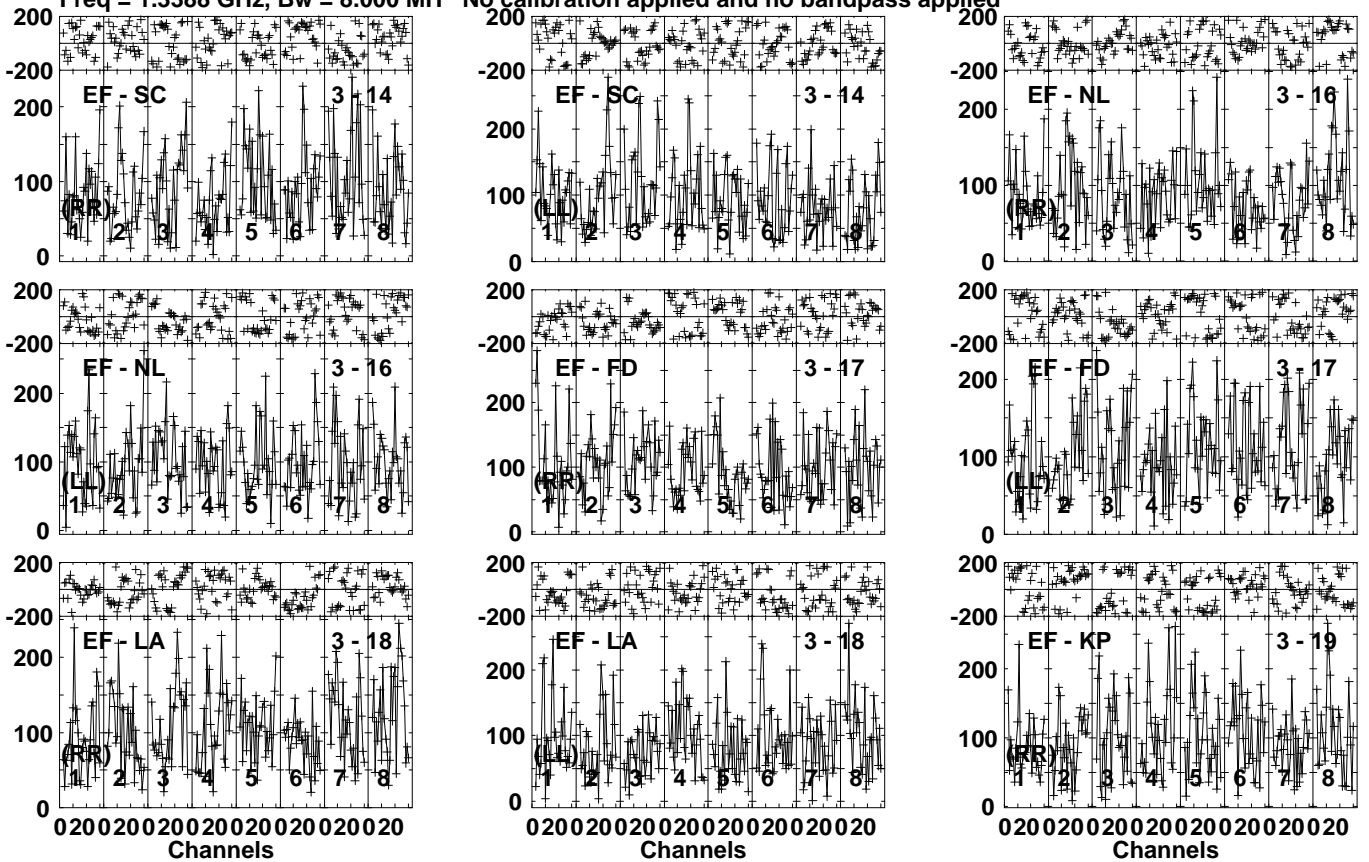 Freq = 1.5388 GHz, Bw = 8.000 MH No calibration applied and no bandpass applied
200 200 200
-200 -200 -200
EF - SC 3 - 14 EF - SC 3 - 14 EF - NL 3 - 16
200 200 200
100 100 100
(RR) (LL) (RR)
1 2 3 4 5 6 7 8 1 2 3 4 5 6 7 8 1 2 3 4 5 6 7 8
0 0 0
200 200 200
-200 -200 -200
EF - NL 3 - 16 EF - FD 3 - 17 EF - FD 3 - 17
200 200 200
100 100 100
(LL) (RR) (LL)
1 2 3 4 5 6 7 8 1 2 3 4 5 6 7 8 1 2 3 4 5 6 7 8
0 0 0
200 200 200
-200 -200 -200
EF - LA 3 - 18 EF - LA 3 - 18 EF - KP 3 - 19
200 200 200
100 100 100
(RR) (LL) (RR)
1 2 3 4 5 6 7 8 1 2 3 4 5 6 7 8 1 2 3 4 5 6 7 8
0 0 0
0 20 0 20 0 20 0 20 0 20 0 20 0 20 0 20 0 20 0 20 0 20 0 20 0 20 0 20 0 20 0 20 0 20 0 20 0 20 0 20 0 20 0 20 0 20 0 20
Channels Channels Channels